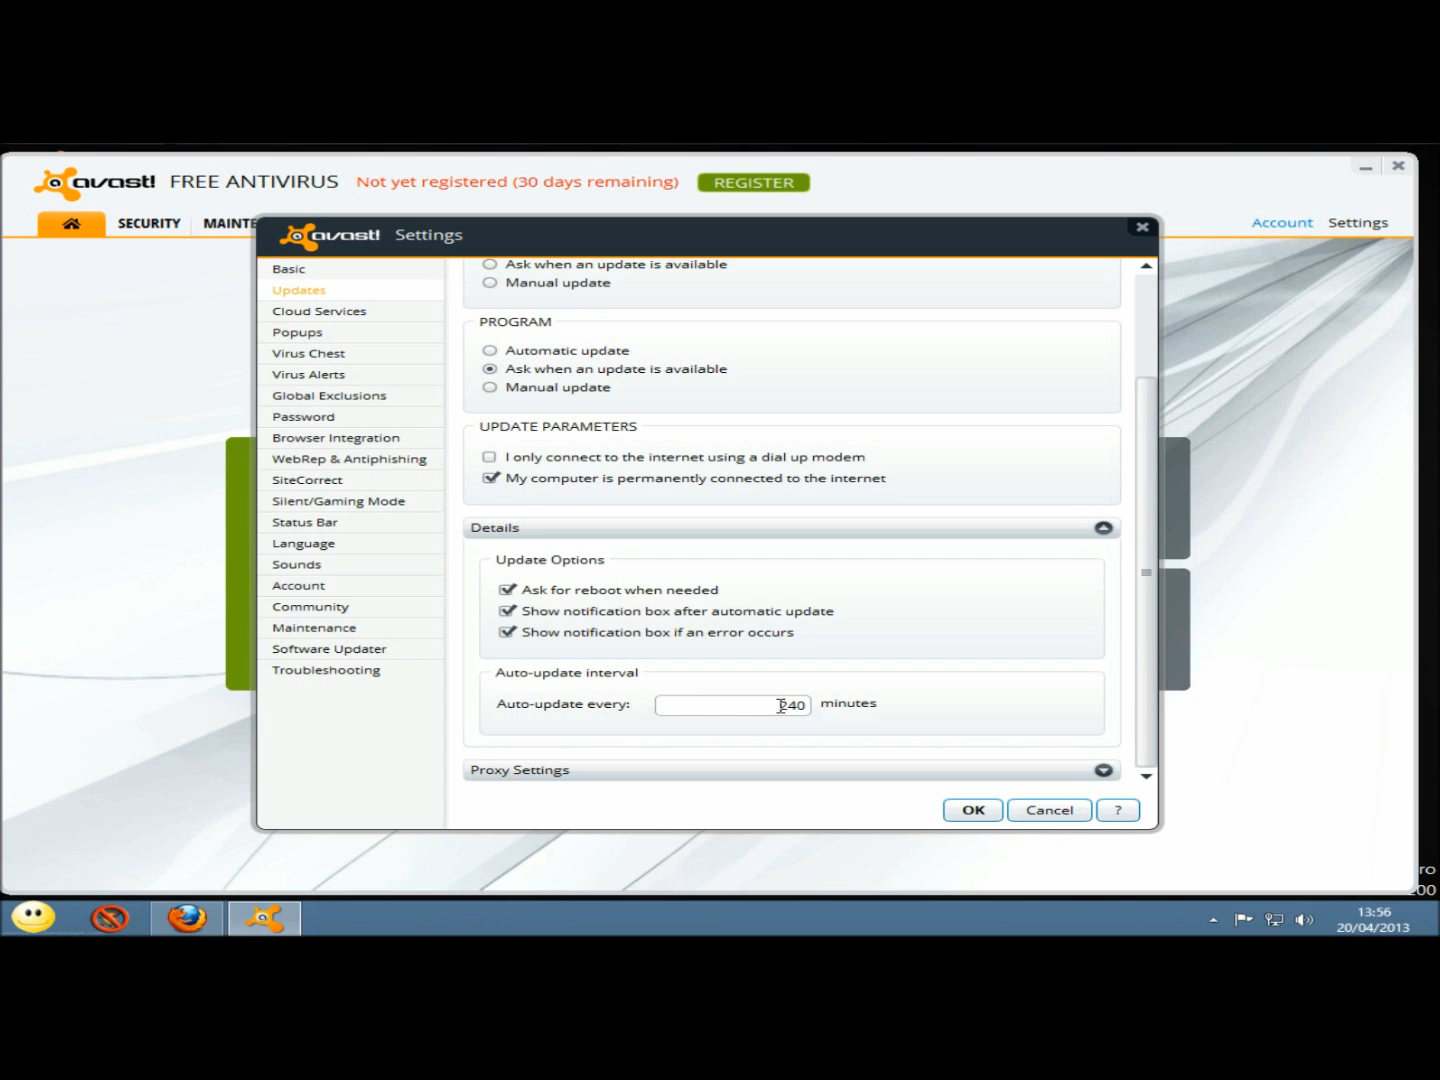 avast! FREE ANTIVIRUS Not yet registered (30 days remaining) REGISTER
SECURITY MAINTE Account Settings
avast! Settings
Basic
Updates
Cloud Services
Popups
Virus Chest
Virus Alerts
Global Exclusions
Password
Browser Integration
WebRep & Antiphishing
SiteCorrect
Silent/Gaming Mode
Status Bar
Language
Sounds
Account
Community
Maintenance
Software Updater
Troubleshooting
Ask when an update is available
Manual update
PROGRAM
Automatic update
Ask when an update is available
Manual update
UPDATE PARAMETERS
I only connect to the internet using a dial up modem
My computer is permanently connected to the internet
Details
Update Options
Ask for reboot when needed
Show notification box after automatic update
Show notification box if an error occurs
Auto-update interval
Auto-update every: 240 minutes
Proxy Settings
OK Cancel ?
ro
00
13:56
20/04/2013